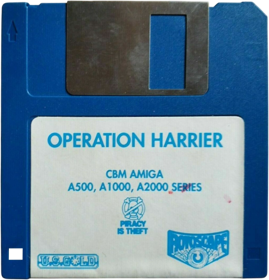 OPERATION HARRIER
CBM AMIGA
A500, A1000, A2000 SERIES
PIRACY
IS THEFT
U.S. GOLD